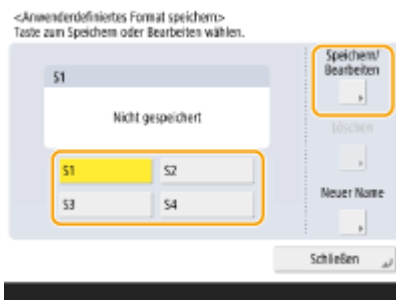 <Anwenderdefiniertes Format speichern>
Taste zum Speichern oder Bearbeiten wählen.
S1
Nicht gespeichert
S1
S2
S3
S4
Speichern/
Bearbeiten
Löschen
Neuer Name
Schließen